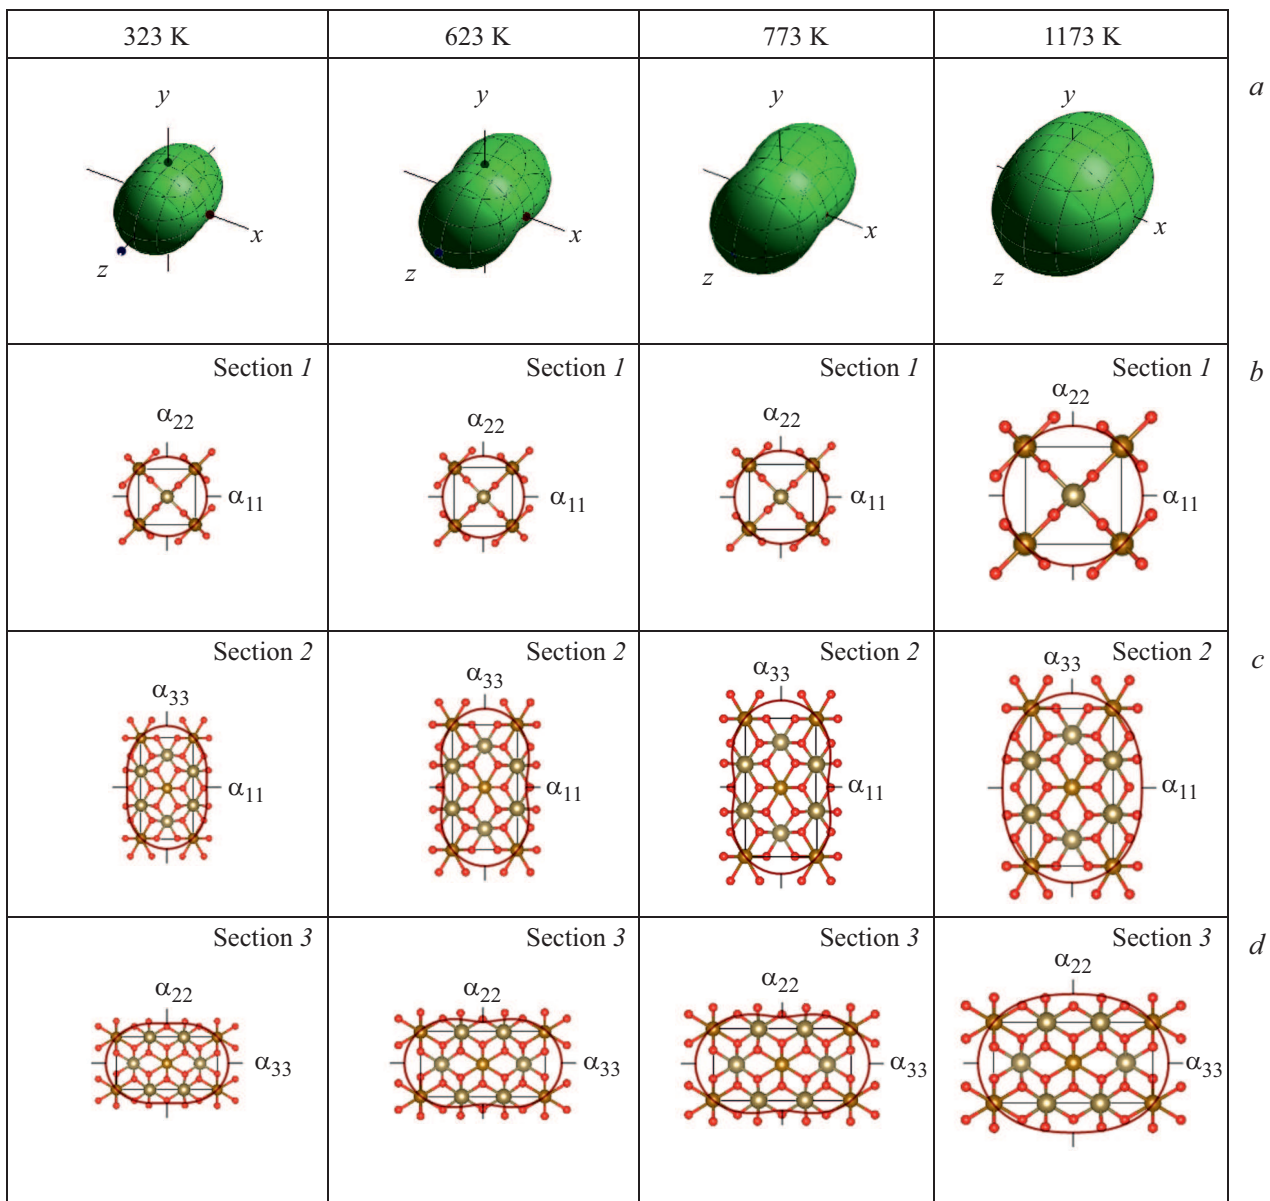 323 K 623 K 773 K 1173 K
a
y y y y
x x x x
z z z z
Section 1 Section 1 Section 1 Section 1
b
α22 α22 α22 α22
α11 α11 α11 α11
Section 2 Section 2 Section 2 Section 2
c
α33 α33 α33 α33
α11 α11 α11 α11
Section 3 Section 3 Section 3 Section 3
d
α22 α22 α22 α22
α33 α33 α33 α33